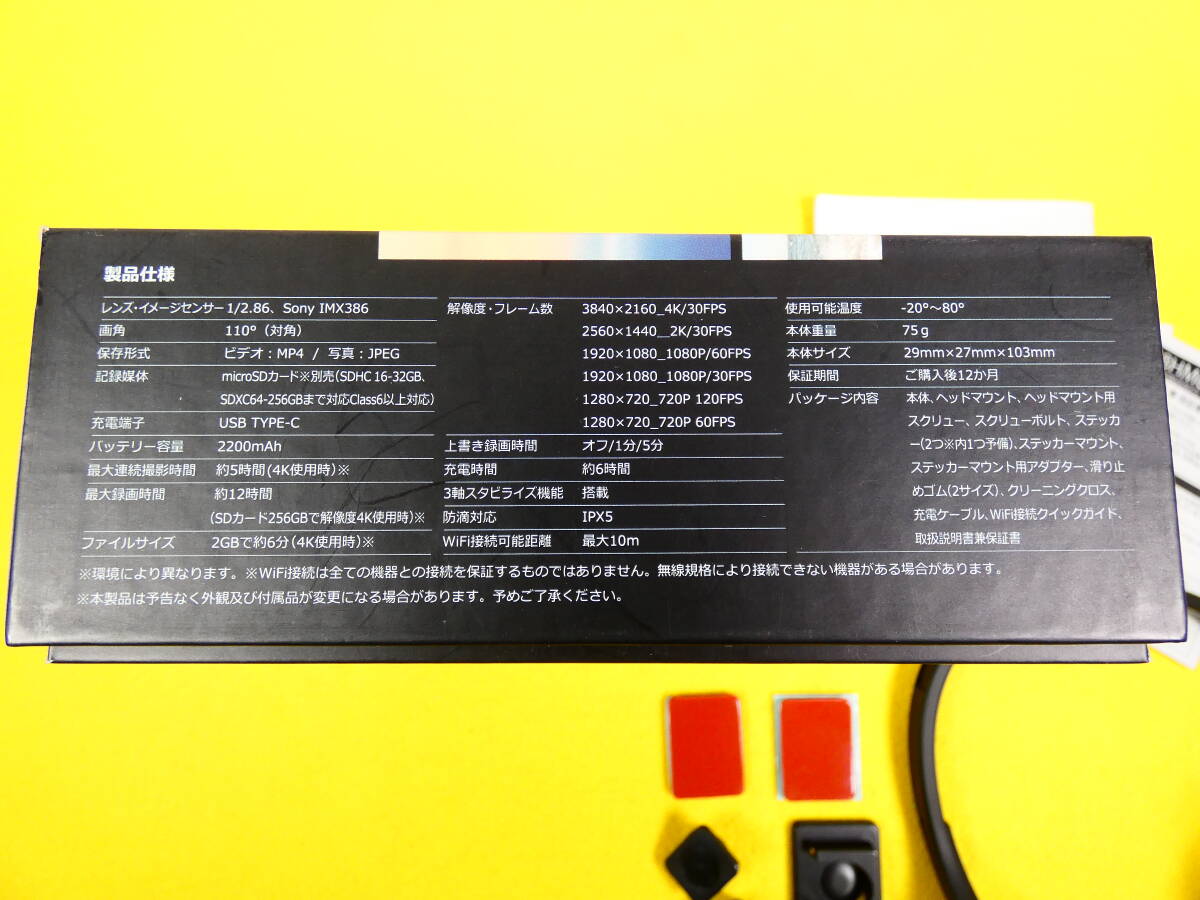 製品仕様
レンズ・イメージセンサー 1/2.86、Sony IMX386
画角 110°（対角）
保存形式 ビデオ：MP4 / 写真：JPEG
記録媒体 microSDカード※別売（SDHC 16-32GB、
SDXC64-256GBまで対応Class6以上対応）
充電端子 USB TYPE-C
バッテリー容量 2200mAh
最大連続撮影時間 約5時間（4K使用時）※
最大録画時間 約12時間
（SDカード256GBで解像度4K使用時）※
ファイルサイズ 2GBで約6分（4K使用時）※
解像度・フレーム数 3840×2160_4K/30FPS
2560×1440__2K/30FPS
1920×1080_1080P/60FPS
1920×1080_1080P/30FPS
1280×720_720P 120FPS
1280×720_720P 60FPS
上書き録画時間 オフ/1分/5分
充電時間 約6時間
3軸スタビライズ機能 搭載
防滴対応 IPX5
WiFi接続可能距離 最大10m
使用可能温度 -20°～80°
本体重量 75ｇ
本体サイズ 29mm×27mm×103mm
保証期間 ご購入後12か月
パッケージ内容 本体、ヘッドマウント、ヘッドマウント用
スクリュー、スクリューボルト、ステッカ
ー（2つ※内1つ予備）、ステッカーマウント、
ステッカーマウント用アダプター、滑り止
めゴム（2サイズ）、クリーニングクロス、
充電ケーブル、WiFi接続クイックガイド、
取扱説明書兼保証書
※環境により異なります。※WiFi接続は全ての機器との接続を保証するものではありません。無線規格により接続できない機器がある場合があります。
※本製品は予告なく外観及び付属品が変更になる場合があります。予めご了承ください。